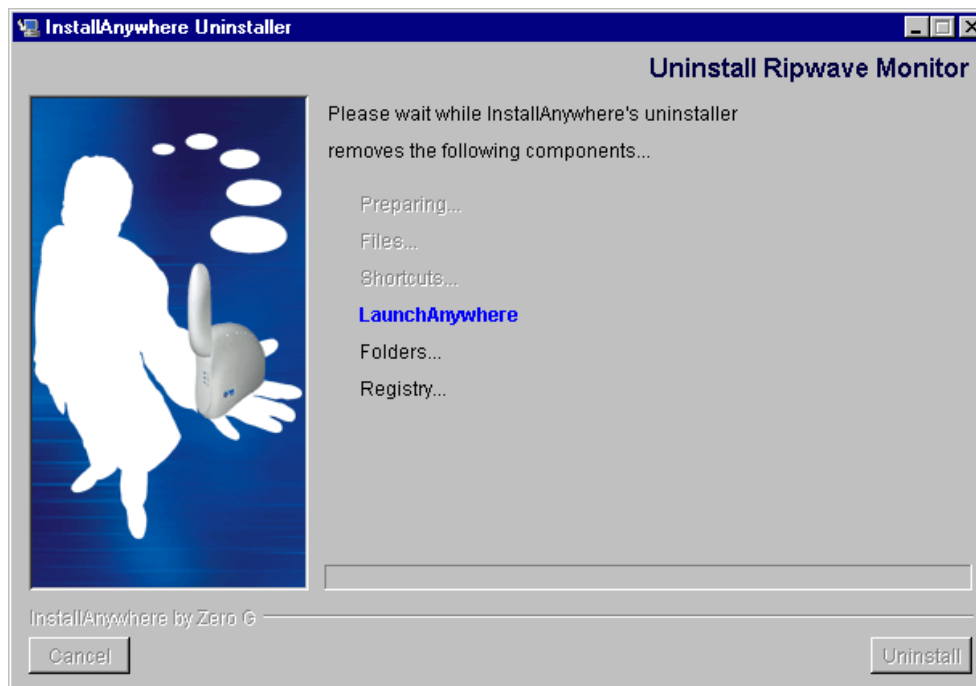 InstallAnywhere Uninstaller
Uninstall Ripwave Monitor
Please wait while InstallAnywhere's uninstaller
removes the following components...
Preparing...
Files...
Shortcuts...
LaunchAnywhere
Folders...
Registry...
InstallAnywhere by Zero G
Cancel
Uninstall